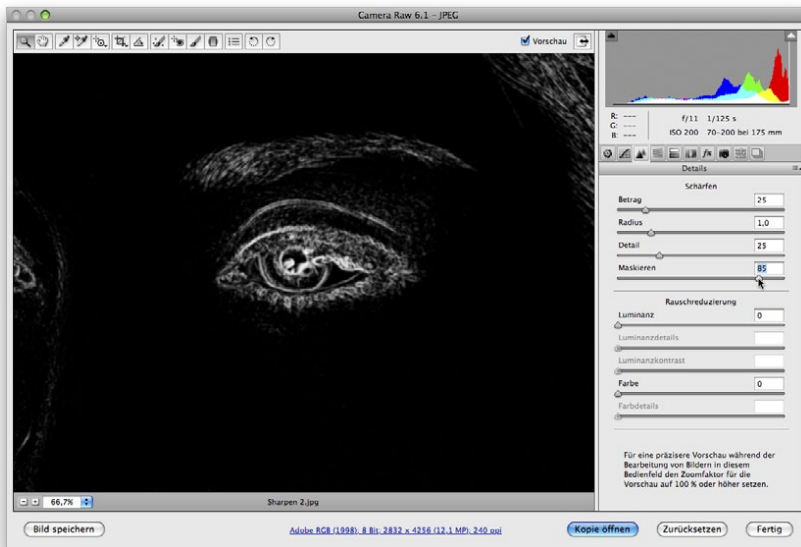 Camera Raw 6.1 – JPEG
Vorschau
R: ---
G: ---
B: ---
f/11 1/125 s
ISO 200 70-200 bei 175 mm
Details
Schärfen
Betrag 25
Radius 1,0
Detail 25
Maskieren 85
Rauschreduzierung
Luminanz 0
Luminanzdetails
Luminanzkontrast
Farbe 0
Farbdetails
Für eine präzisere Vorschau während der
Bearbeitung von Bildern in diesem
Bedienfeld den Zoomfaktor für die
Vorschau auf 100 % oder höher setzen.
66,7%
Sharpen 2.jpg
Bild speichern
Adobe RGB (1998); 8 Bit; 2832 x 4256 (12,1 MP); 240 ppi
Kopie öffnen
Zurücksetzen
Fertig